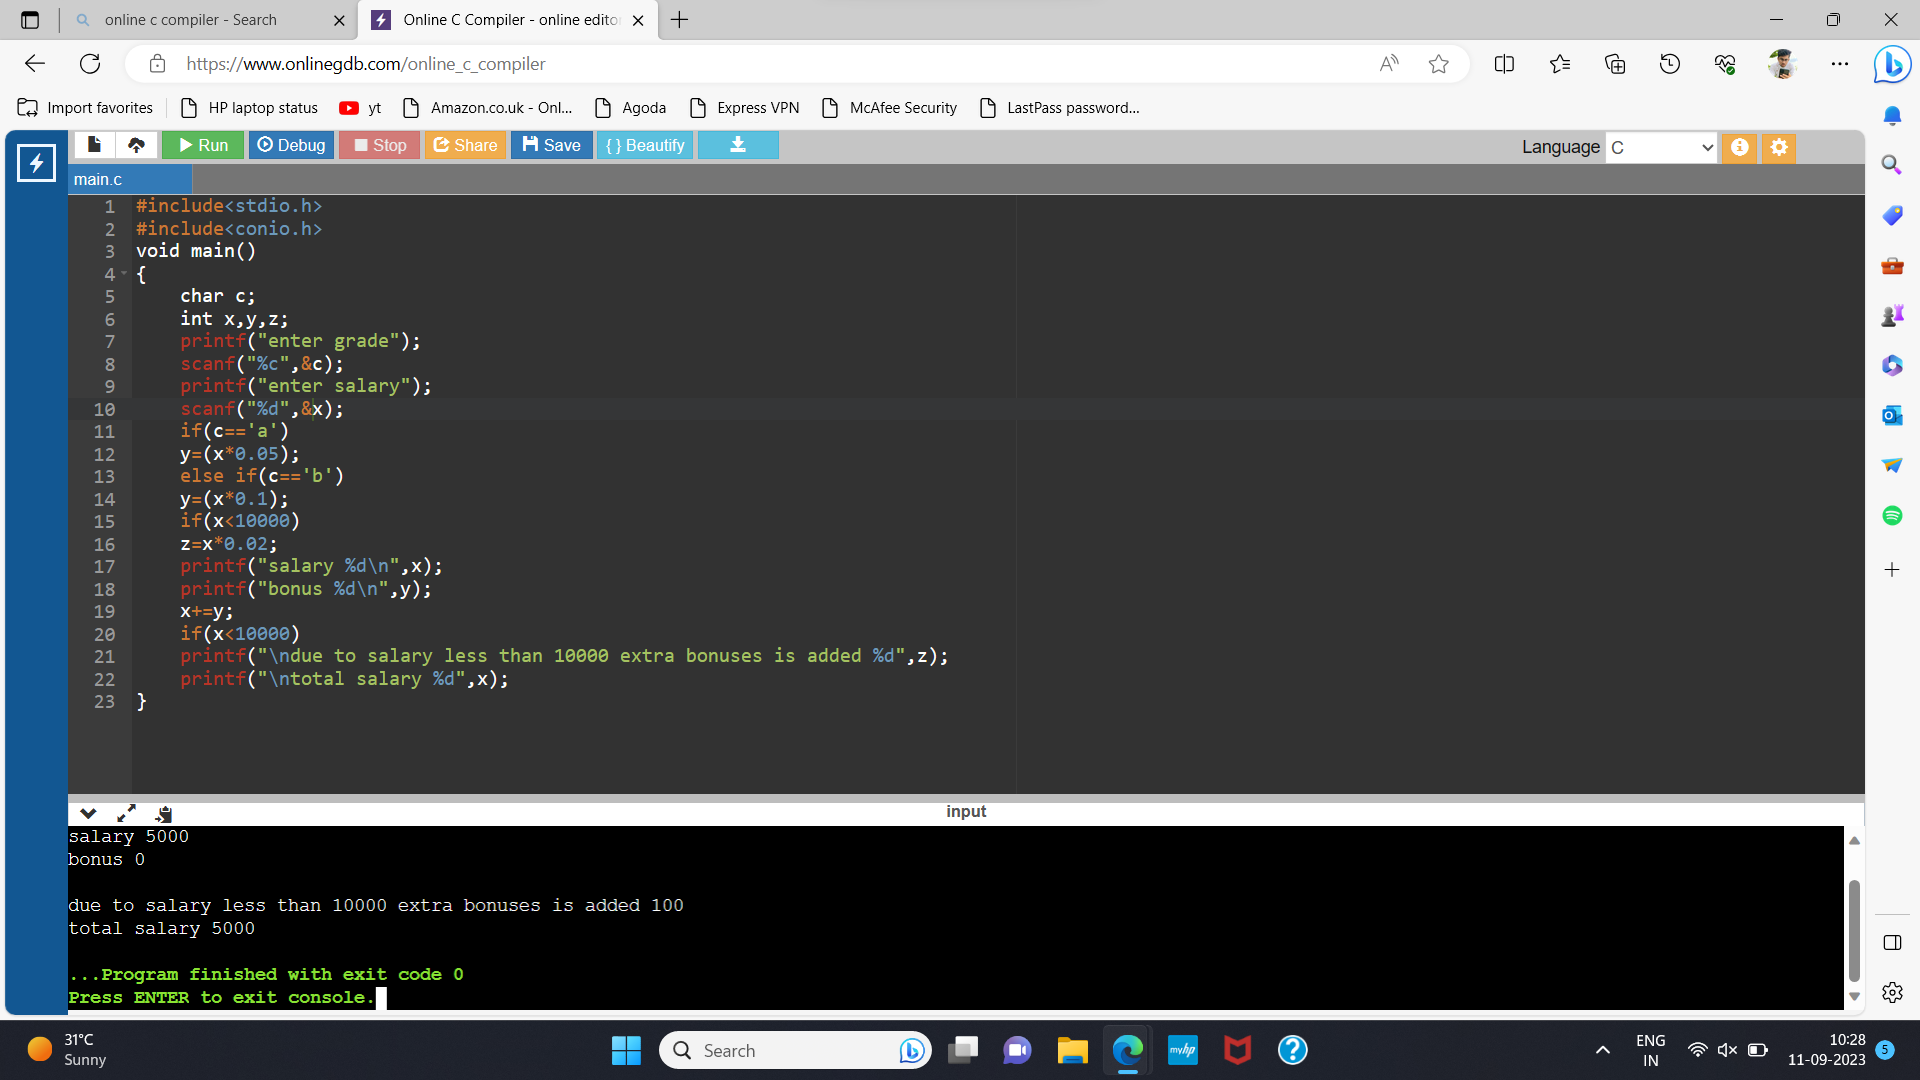 online c compiler - Search
Online C Compiler - online edito
https://www.onlinegdb.com/online_c_compiler
Import favorites
HP laptop status
yt
Amazon.co.uk - Onl...
Agoda
Express VPN
McAfee Security
LastPass password...
Run
Debug
Stop
Share
Save
{ } Beautify
Language C
main.c
1 #include<stdio.h>
2 #include<conio.h>
3 void main()
4 {
5 char c;
6 int x,y,z;
7 printf("enter grade");
8 scanf("%c",&c);
9 printf("enter salary");
10 scanf("%d",&x);
11 if(c=='a')
12 y=(x*0.05);
13 else if(c=='b')
14 y=(x*0.1);
15 if(x<10000)
16 z=x*0.02;
17 printf("salary %d\n",x);
18 printf("bonus %d\n",y);
19 x+=y;
20 if(x<10000)
21 printf("\ndue to salary less than 10000 extra bonuses is added %d",z);
22 printf("\ntotal salary %d",x);
23 }
input
salary 5000
bonus 0
due to salary less than 10000 extra bonuses is added 100
total salary 5000
...Program finished with exit code 0
Press ENTER to exit console.
31°C
Sunny
Search
myhp
ENG
IN
10:28
11-09-2023
5